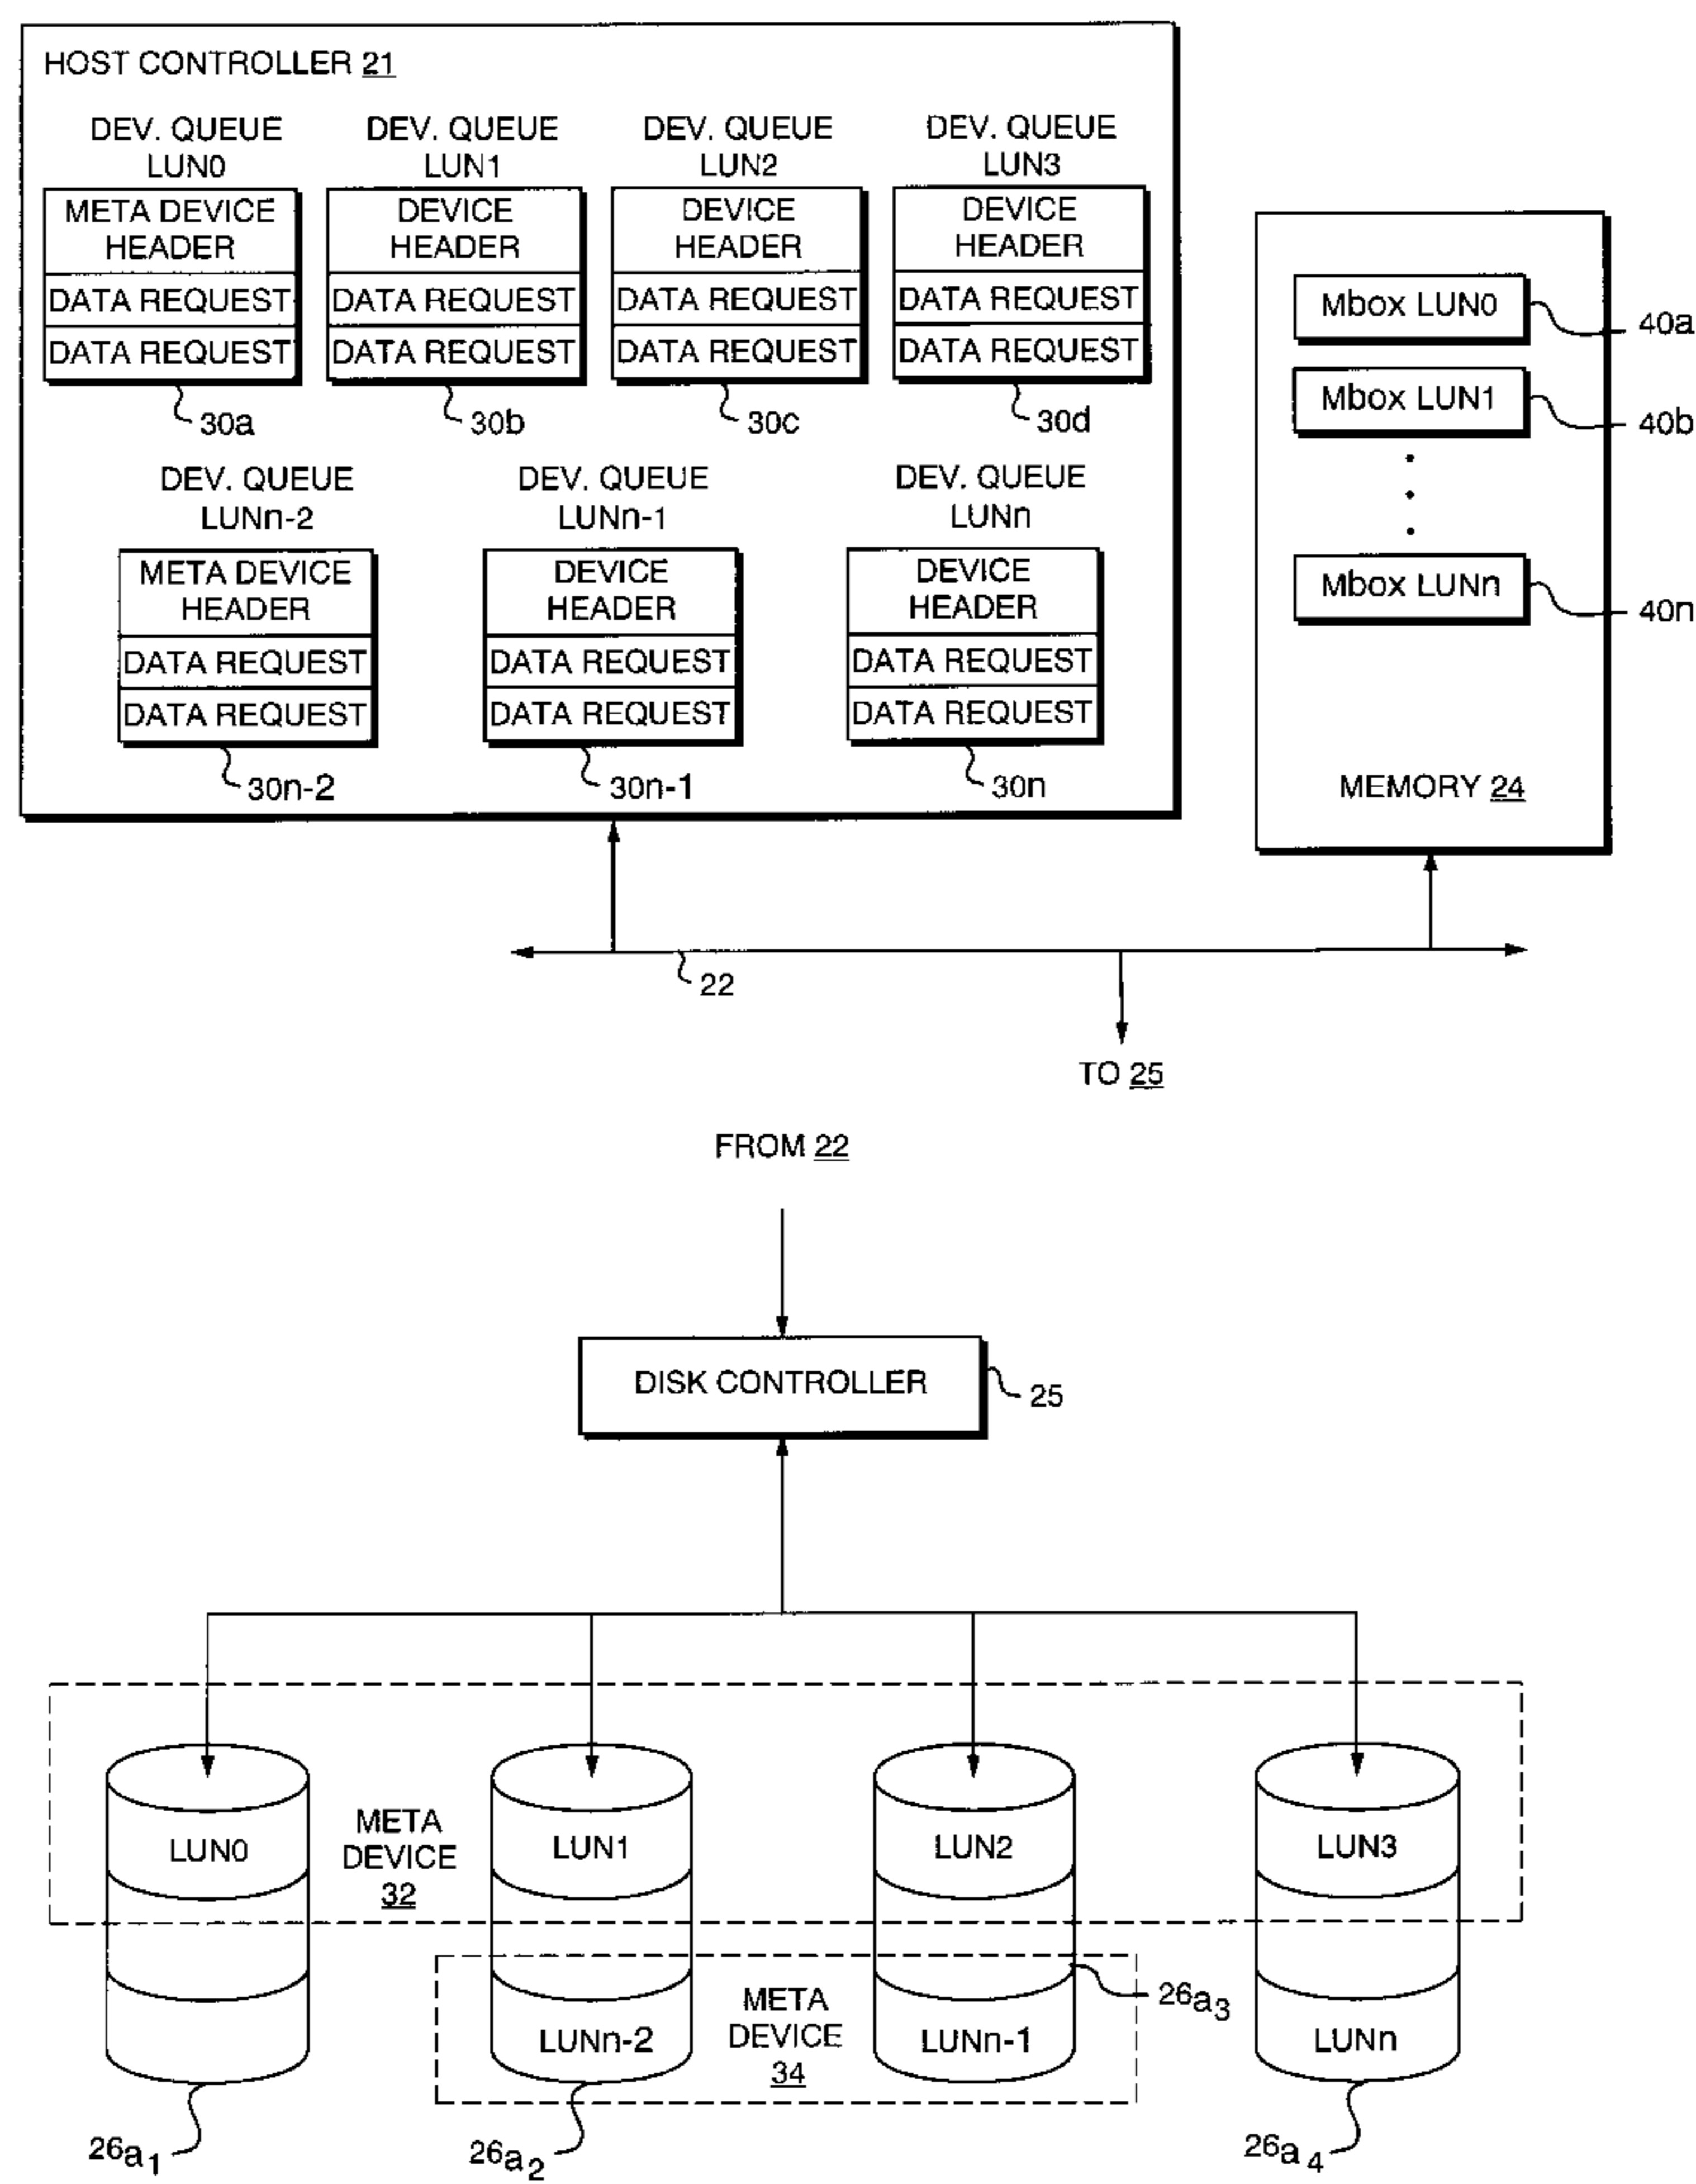 HOST CONTROLLER 21
DEV. QUEUE LUN0
DEV. QUEUE LUN1
DEV. QUEUE LUN2
DEV. QUEUE LUN3
META DEVICE HEADER
DATA REQUEST
DATA REQUEST
30a
DEVICE HEADER
DATA REQUEST
DATA REQUEST
30b
DEVICE HEADER
DATA REQUEST
DATA REQUEST
30c
DEVICE HEADER
DATA REQUEST
DATA REQUEST
30d
DEV. QUEUE LUNn-2
META DEVICE HEADER
DATA REQUEST
DATA REQUEST
30n-2
DEV. QUEUE LUNn-1
DEVICE HEADER
DATA REQUEST
DATA REQUEST
30n-1
DEV. QUEUE LUNn
DEVICE HEADER
DATA REQUEST
DATA REQUEST
30n
Mbox LUN0
40a
Mbox LUN1
40b
Mbox LUNn
40n
MEMORY 24
22
TO 25
FROM 22
DISK CONTROLLER
25
LUN0
META DEVICE 32
LUN1
LUN2
LUN3
LUNn-2
META DEVICE 34
LUNn-1
26a3
LUNn
26a1
26a2
26a4